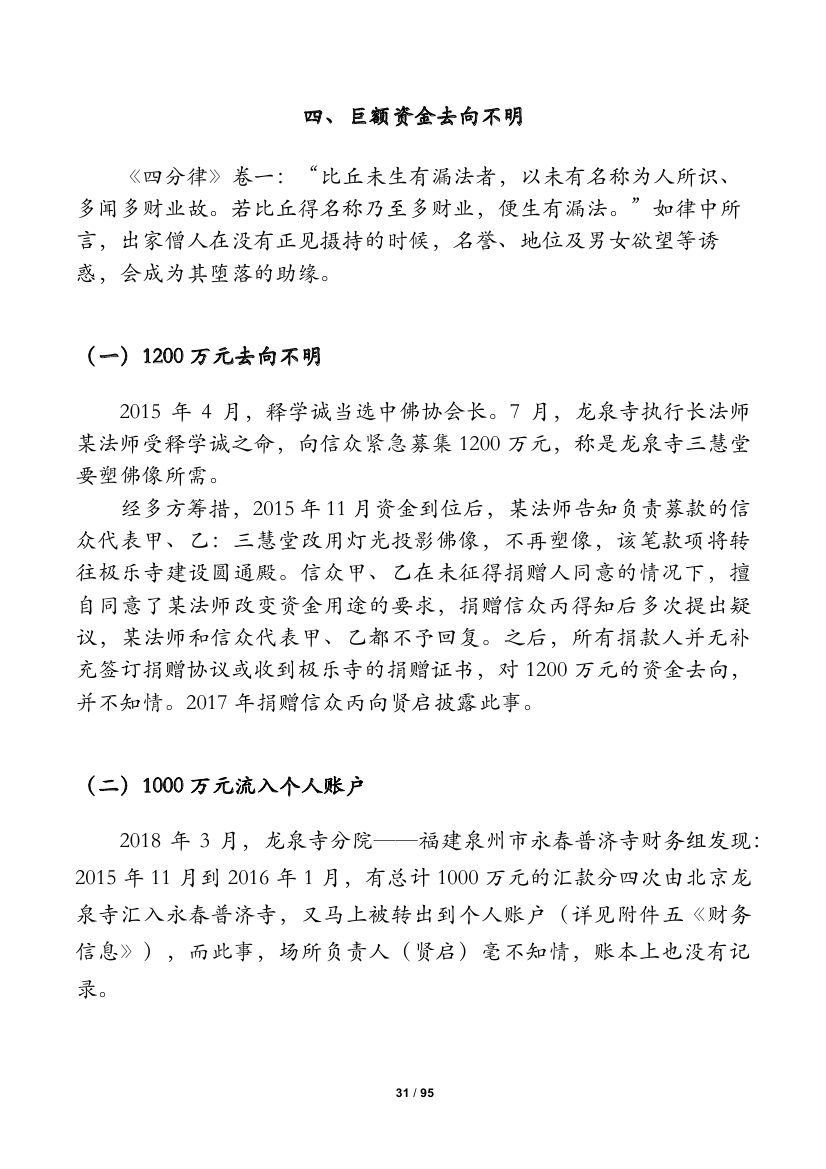 四、巨额资金去向不明
《四分律》卷一：“比丘未生有漏法者，以未有名称为人所识、
多闻多财业故。若比丘得名称乃至多财业，便生有漏法。”如律中所
言，出家僧人在没有正见摄持的时候，名誉、地位及男女欲望等诱
惑，会成为其堕落的助缘。
（一）1200 万元去向不明
2015 年 4 月，释学诚当选中佛协会长。7 月，龙泉寺执行长法师
某法师受释学诚之命，向信众紧急募集 1200 万元，称是龙泉寺三慧堂
要塑佛像所需。
经多方筹措，2015 年 11 月资金到位后，某法师告知负责募款的信
众代表甲、乙：三慧堂改用灯光投影佛像，不再塑像，该笔款项将转
往极乐寺建设圆通殿。信众甲、乙在未征得捐赠人同意的情况下，擅
自同意了某法师改变资金用途的要求，捐赠信众丙得知后多次提出疑
议，某法师和信众代表甲、乙都不予回复。之后，所有捐款人并无补
充签订捐赠协议或收到极乐寺的捐赠证书，对 1200 万元的资金去向，
并不知情。2017 年捐赠信众丙向贤启披露此事。
（二）1000 万元流入个人账户
2018 年 3 月，龙泉寺分院——福建泉州市永春普济寺财务组发现：
2015 年 11 月到 2016 年 1 月，有总计 1000 万元的汇款分四次由北京龙
泉寺汇入永春普济寺，又马上被转出到个人账户（详见附件五《财务
信息》），而此事，场所负责人（贤启）毫不知情，账本上也没有记
录。
31 / 95